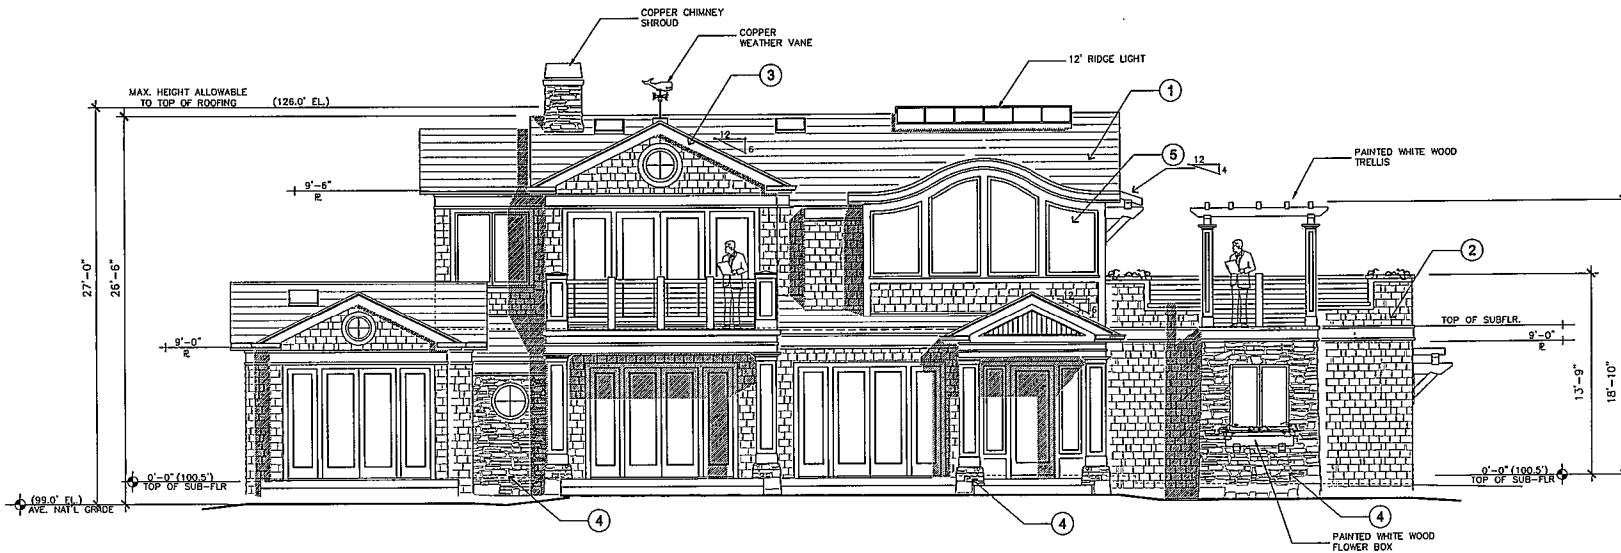 COPPER CHIMNEY
SHROUD
COPPER
WEATHER VANE
3
12' RIDGE LIGHT
1
MAX. HEIGHT ALLOWABLE
TO TOP OF ROOFING (126.0' EL.)
12
6
5
12
4
PAINTED WHITE WOOD
TRELLIS
9'-6"
PL
2
27'-0"
26'-6"
12
6
TOP OF SUBFLR.
9'-0"
PL
9'-0"
PL
13'-9"
18'-10"
0'-0" (100.5')
TOP OF SUB-FLR
0'-0" (100.5')
TOP OF SUB-FLR
(99.0' EL.)
AVE. NAT'L GRADE
4
4
4
PAINTED WHITE WOOD
FLOWER BOX